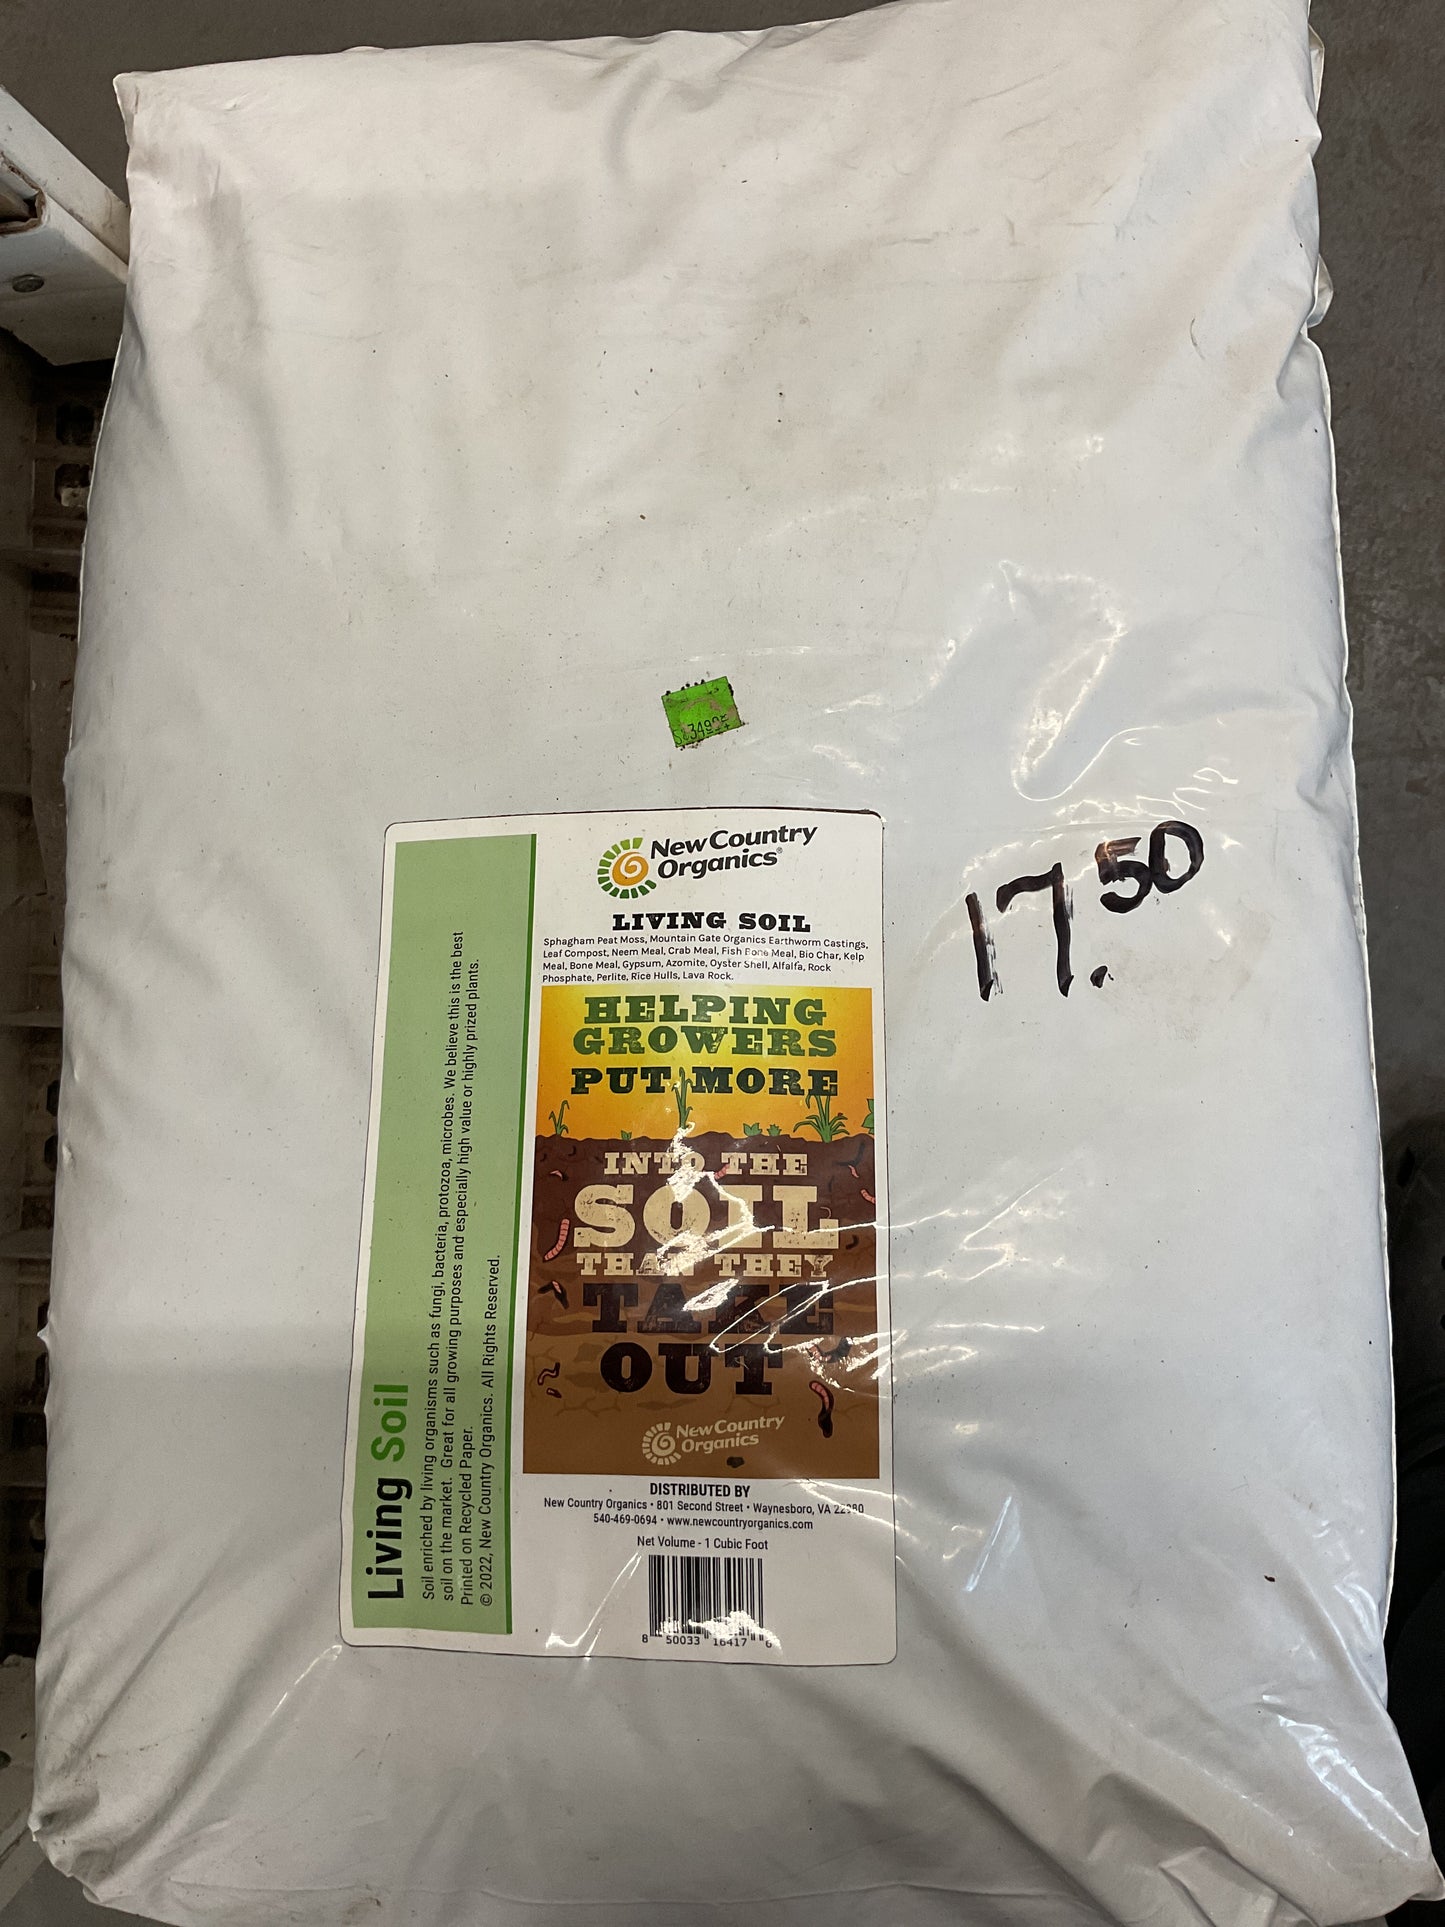 17.50
New Country
Organics®
LIVING SOIL
Sphagham Peat Moss, Mountain Gate Organics Earthworm Castings,
Leaf Compost, Neem Meal, Crab Meal, Fish Bone Meal, Bio Char, Kelp
Meal, Bone Meal, Gypsum, Azomite, Oyster Shell, Alfalfa, Rock
Phosphate, Perlite, Rice Hulls, Lava Rock.
HELPING
GROWERS
PUT MORE
INTO THE
SOIL
THAN THEY
TAKE
OUT
New Country
Organics
DISTRIBUTED BY
New Country Organics • 801 Second Street • Waynesboro, VA 22980
540-469-0694 • www.newcountryorganics.com
Net Volume - 1 Cubic Foot
8 50033 16417 6
Living Soil
Soil enriched by living organisms such as fungi, bacteria, protozoa, microbes. We believe this is the best
soil on the market. Great for all growing purposes and especially high value or highly prized plants.
Printed on Recycled Paper.
© 2022, New Country Organics. All Rights Reserved.